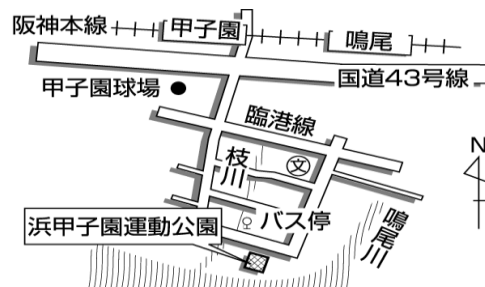 阪神本線
甲子園
鳴尾
国道43号線
甲子園球場
臨港線
N
枝川
文
バス停
鳴尾川
浜甲子園運動公園